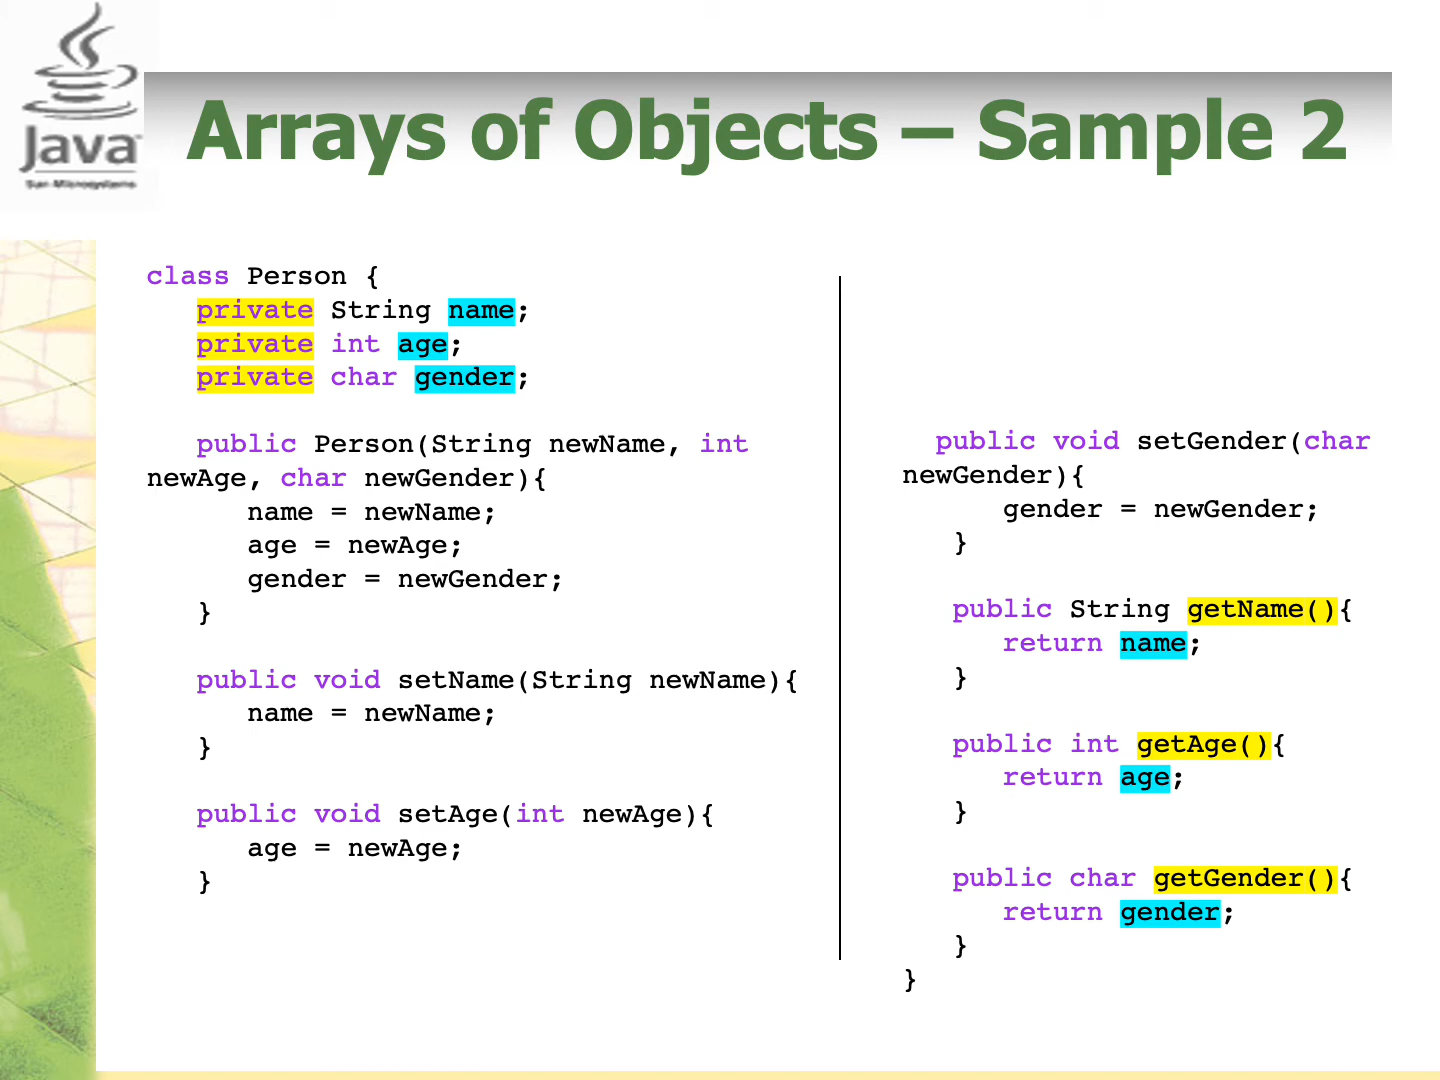 Java
Sun Microsystems
Arrays of Objects – Sample 2
class Person {
private String name;
private int age;
private char gender;
public Person(String newName, int
newAge, char newGender){
name = newName;
age = newAge;
gender = newGender;
}
public void setName(String newName){
name = newName;
}
public void setAge(int newAge){
age = newAge;
}
public void setGender(char
newGender){
gender = newGender;
}
public String getName(){
return name;
}
public int getAge(){
return age;
}
public char getGender(){
return gender;
}
}